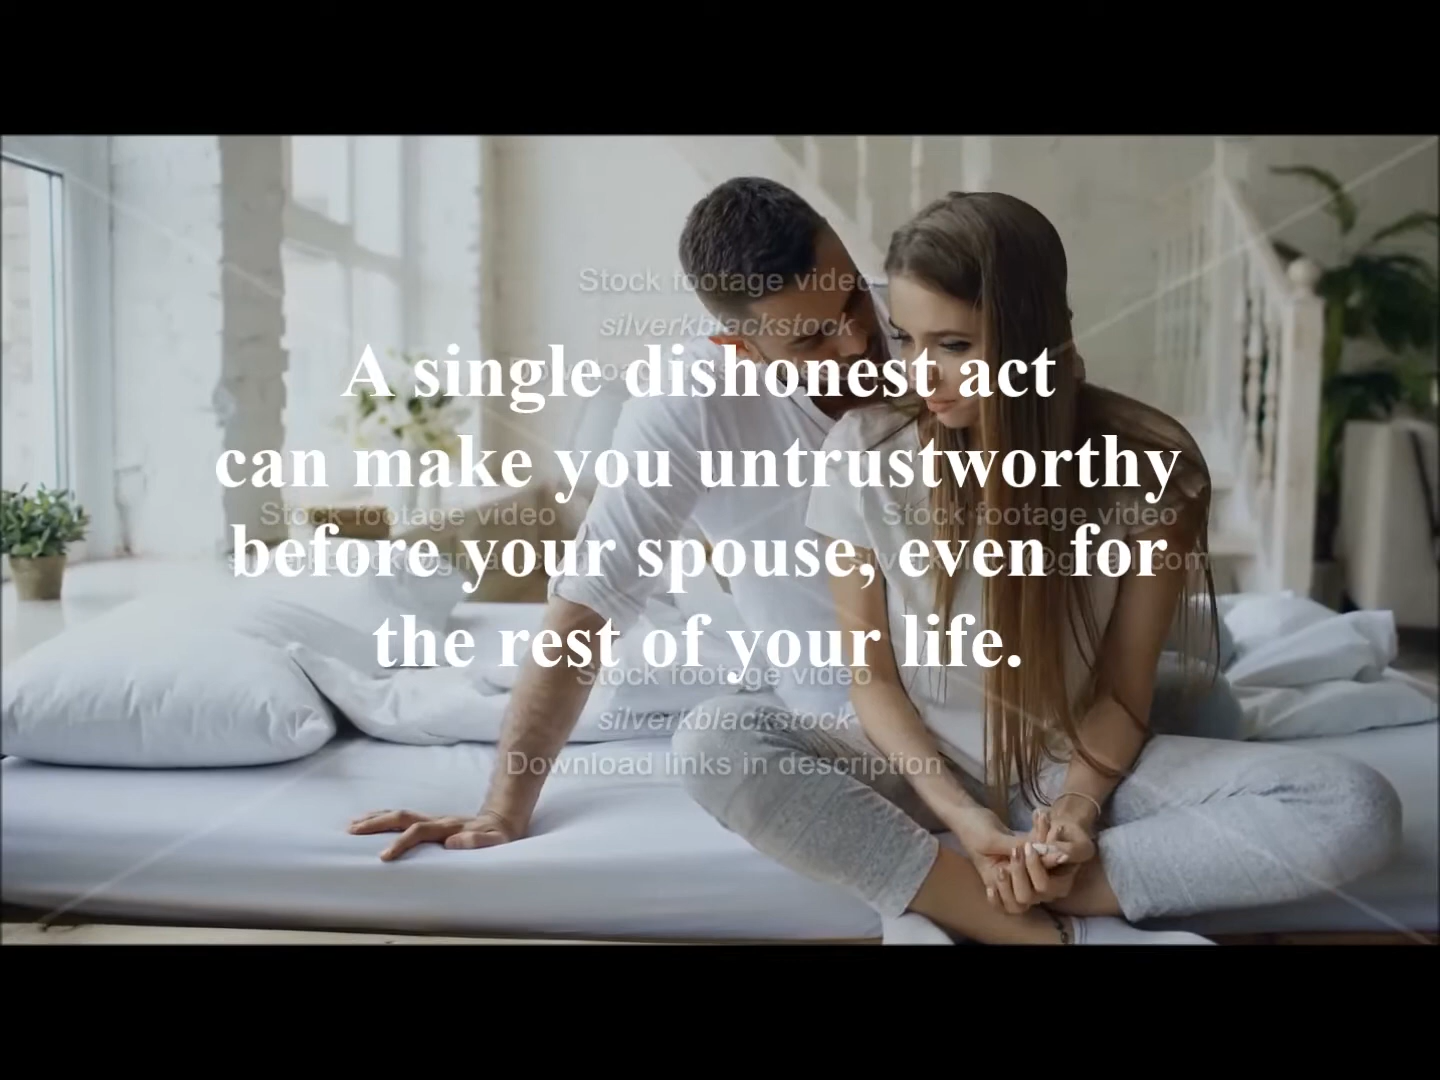 Stock footage video
silverkblackstock
A single dishonest act
can make you untrustworthy
Stock footage video
Stock footage video
before your spouse, even for
the rest of your life.
Stock footage video
silverkblackstock
Download links in description